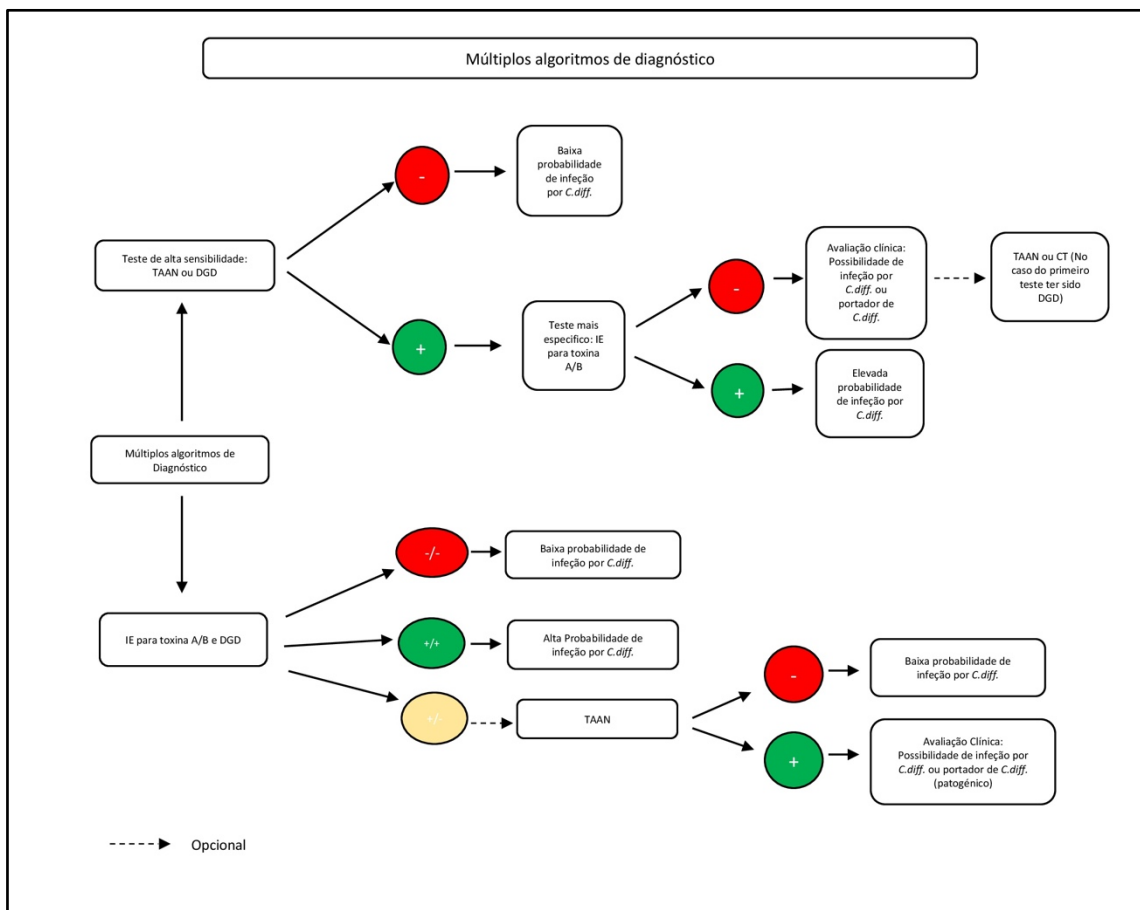 Múltiplos algoritmos de diagnóstico
-
Baixa
probabilidade
de infeção
por C.diff.
Teste de alta sensibilidade:
TAAN ou DGD
+
Teste mais
especifico: IE
para toxina
A/B
-
Avaliação clínica:
Possibilidade de
infeção por
C.diff. ou
portador de
C.diff.
TAAN ou CT (No
caso do primeiro
teste ter sido
DGD)
+
Elevada
probabilidade
de infeção por
C.diff.
Múltiplos algoritmos de
Diagnóstico
IE para toxina A/B e DGD
-/-
Baixa probabilidade de
infeção por C.diff.
+/+
Alta Probabilidade de
infeção por C.diff.
+/-
TAAN
-
Baixa probabilidade de
infeção por C.diff.
+
Avaliação Clínica:
Possibilidade de infeção por
C.diff. ou portador de C.diff.
(patogénico)
Opcional